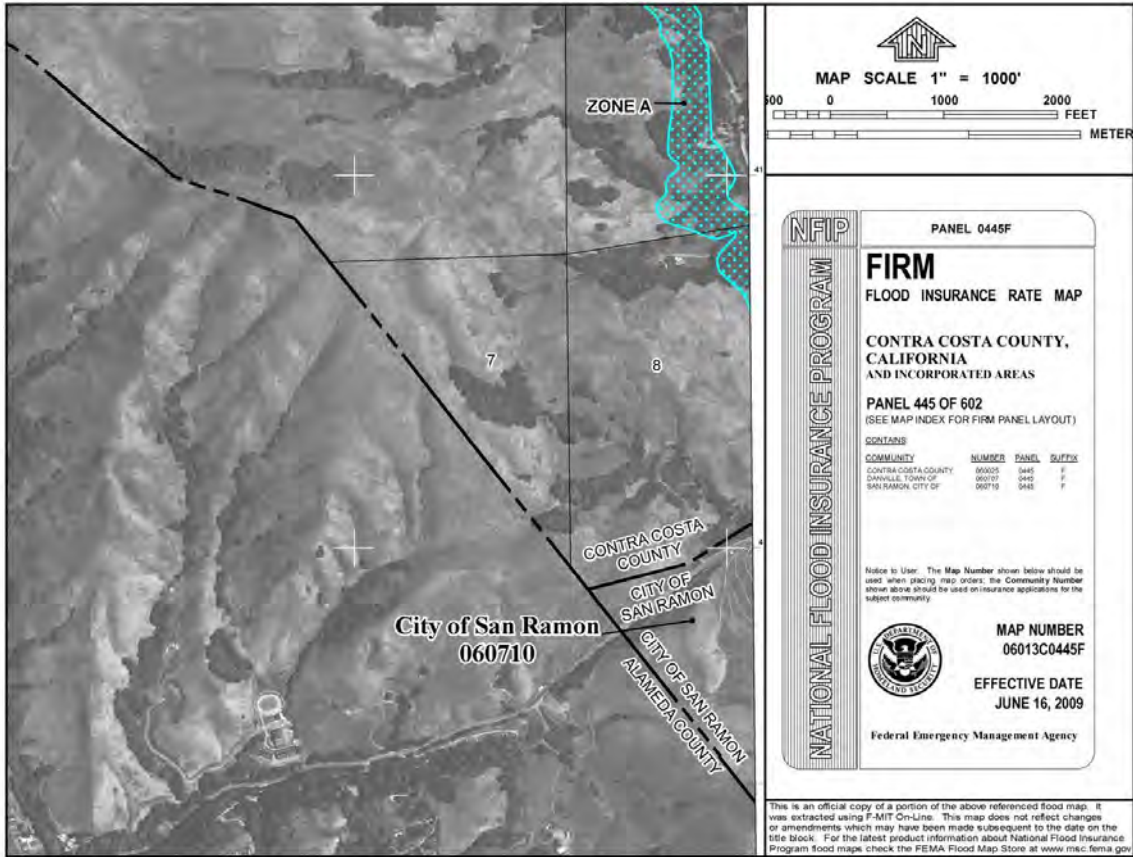 ZONE A
41
7
8
4
8
CONTRA COSTA
COUNTY
CITY OF
SAN RAMON
City of San Ramon
060710
CITY OF SAN RAMON
ALAMEDA COUNTY
N
MAP SCALE 1" = 1000'
500 0 1000 2000
FEET
METER
NFIP
NATIONAL FLOOD INSURANCE PROGRAM
PANEL 0445F
FIRM
FLOOD INSURANCE RATE MAP
CONTRA COSTA COUNTY,
CALIFORNIA
AND INCORPORATED AREAS
PANEL 445 OF 602
(SEE MAP INDEX FOR FIRM PANEL LAYOUT)
CONTAINS
COMMUNITY NUMBER PANEL SUFFIX
CONTRA COSTA COUNTY 060025 0445 F
DANVILLE, TOWN OF 060707 0445 F
SAN RAMON, CITY OF 060710 0445 F
Notice to User: The Map Number shown below should be
used when placing map orders; the Community Number
shown above should be used on insurance applications for the
subject community.
U.S. DEPARTMENT OF
HOMELAND SECURITY
MAP NUMBER
06013C0445F
EFFECTIVE DATE
JUNE 16, 2009
Federal Emergency Management Agency
This is an official copy of a portion of the above referenced flood map. It
was extracted using F-MIT On-Line. This map does not reflect changes
or amendments which may have been made subsequent to the date on the
title block. For the latest product information about National Flood Insurance
Program flood maps check the FEMA Flood Map Store at www.msc.fema.gov